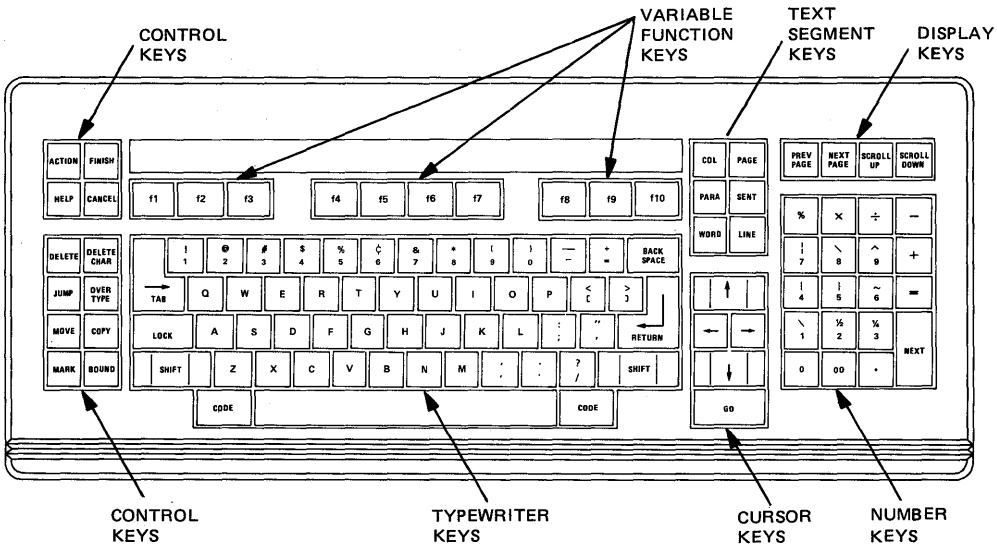 CONTROL
KEYS
VARIABLE
FUNCTION
KEYS
TEXT
SEGMENT
KEYS
DISPLAY
KEYS
ACTION FINISH
HELP CANCEL
f1 f2 f3 f4 f5 f6 f7 f8 f9 f10
COL PAGE
PARA SENT
WORD LINE
PREV PAGE NEXT PAGE SCROLL UP SCROLL DOWN
DELETE DELETE CHAR
JUMP OVER TYPE
MOVE COPY
MARK BOUND
! @ # $ % ¢ & * ( ) — +
1 2 3 4 5 6 7 8 9 0 - = BACK SPACE
→ TAB Q W E R T Y U I O P < [ > ]
LOCK A S D F G H J K L : ; " ' RETURN
SHIFT Z X C V B N M , , . . ? / SHIFT
CODE CODE
↑
← →
↓
GO
% × ÷ −
¦ 7 \ 8 ^ 9 +
{ 4 } 5 ~ 6 =
\ 1 ½ 2 ¼ 3 NEXT
0 00 .
CONTROL
KEYS
TYPEWRITER
KEYS
CURSOR
KEYS
NUMBER
KEYS